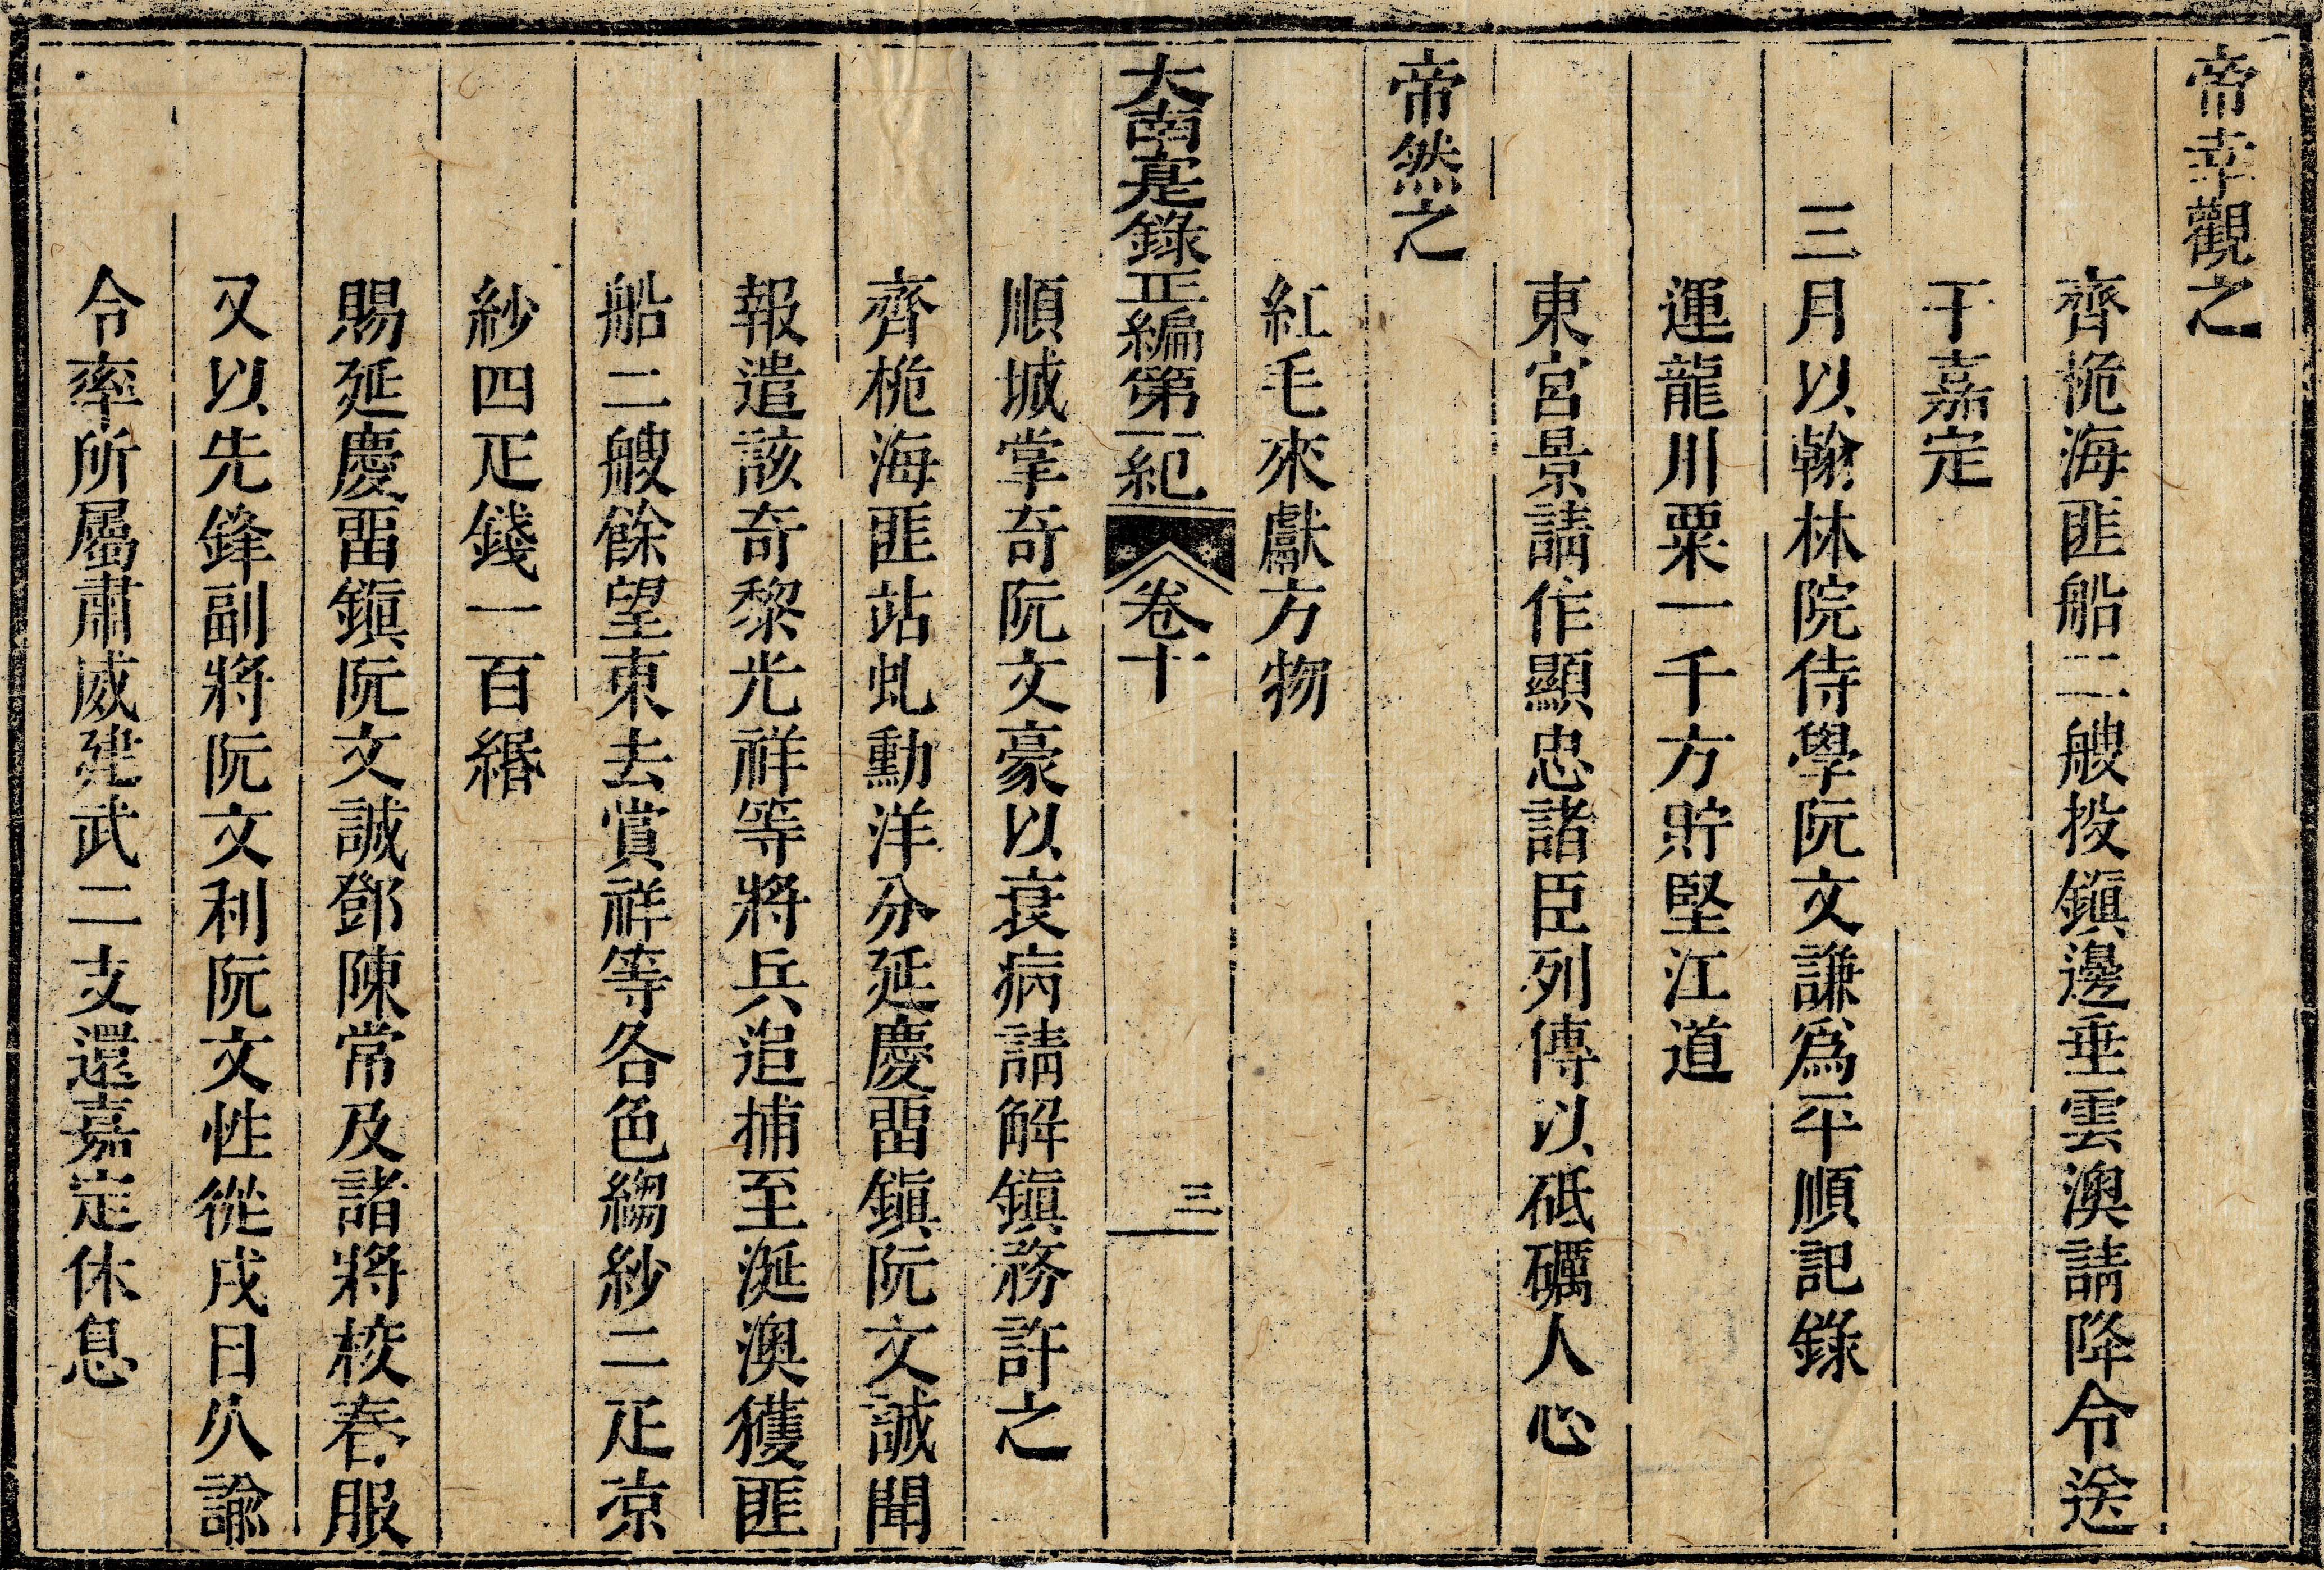 帝幸觀之
齊桅海匪船二艘投鎮邊垂雲澳請降令送
于嘉定
三月以翰林院侍學阮文謙爲平順記錄
運龍川粟一千方貯堅江道
東宮景請作顯忠諸臣列傳以砥礪人心
帝然之
紅毛來獻方物
大南寔錄正編第一紀 卷十 三
順城掌奇阮文豪以衰病請解鎮務許之
齊桅海匪站虬勳洋分延慶畱鎮阮文誠聞
報遣該奇黎光祥等將兵追捕至涎澳獲匪
船二艘餘望東去賞祥等各色縐紗二疋凉
紗四疋錢一百緡
賜延慶畱鎮阮文誠鄧陳常及諸將校春服
又以先鋒副將阮文利阮文性從戌日久諭
令率所屬肅威建武二支還嘉定休息